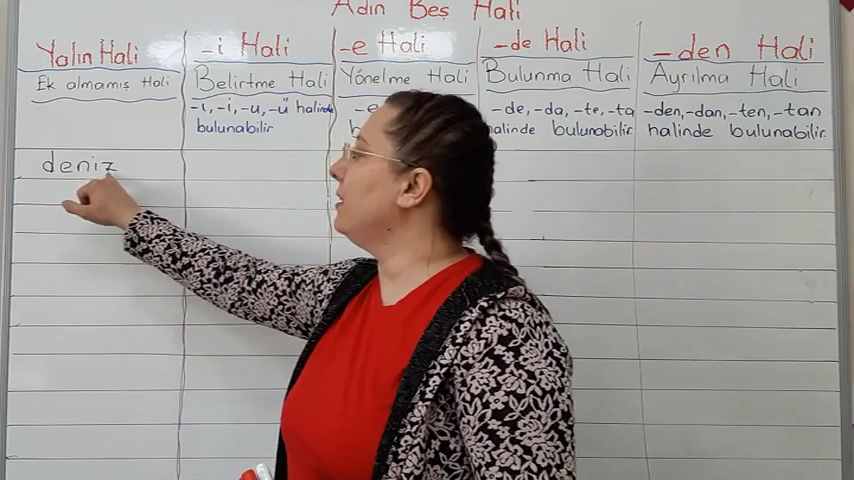 Adın Beş Hali
Yalın Hali
Ek almamış Hali
deniz
-i Hali
Belirtme Hali
-ı, -i, -u, -ü halinde
bulunabilir
-e Hali
Yönelme Hali
-e
-de Hali
Bulunma Hali
-de, -da, -te, -ta
halinde bulunabilir
-den Hali
Ayrılma Hali
-den, -dan, -ten, -tan
halinde bulunabilir.